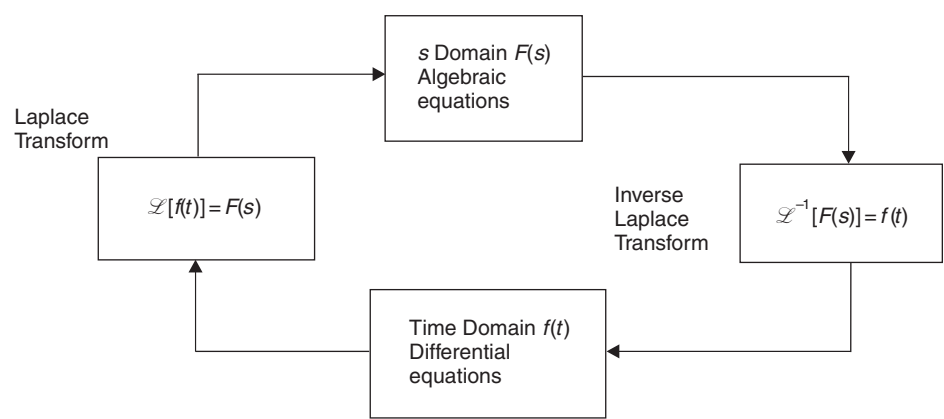 s Domain F(s)
Algebraic
equations
Laplace
Transform
ℒ[f(t)] = F(s)
Inverse
Laplace
Transform
ℒ⁻¹[F(s)] = f(t)
Time Domain f(t)
Differential
equations